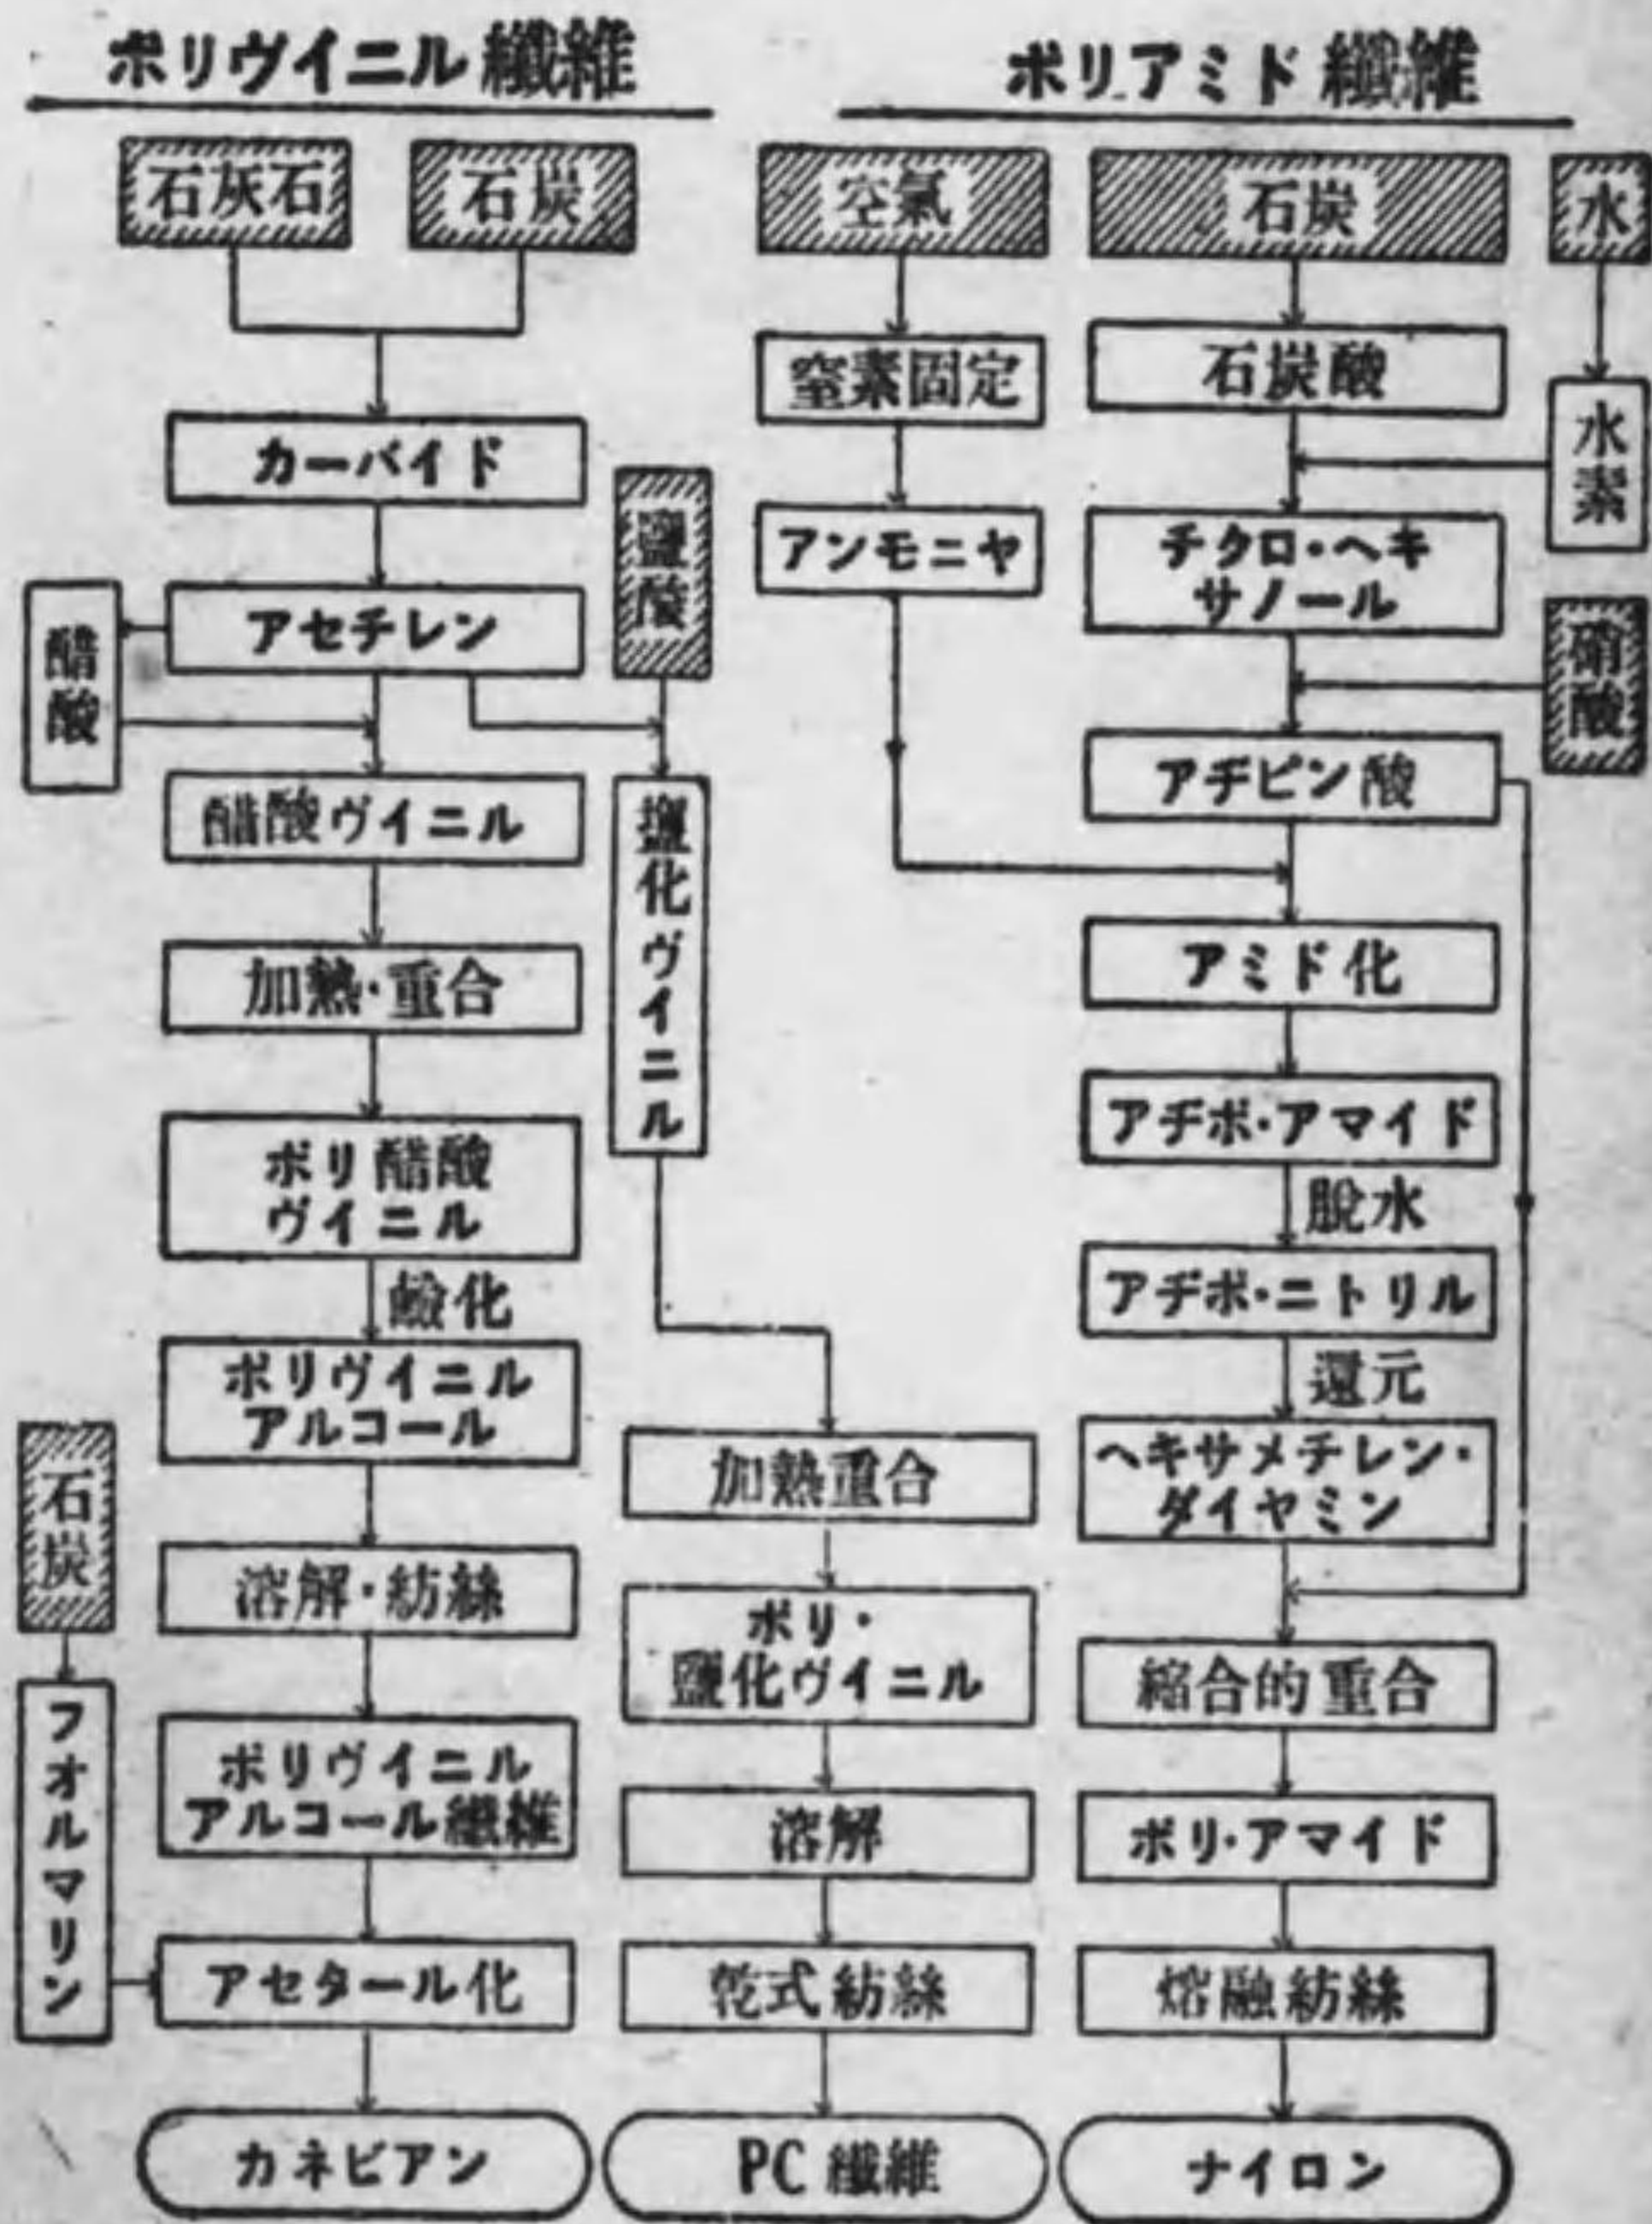 ポリヴイニル 纖維
石灰石
石炭
カーバイド
鹽酸
アセチレン
醋酸
醋酸ヴイニル
鹽化ヴイニル
加熱・重合
ポリ醋酸
ヴイニル
鹼化
ポリヴイニル
アルコール
石炭
溶解・紡絲
フオルマリン
ポリヴイニル
アルコール纖維
アセタール化
カネビアン
加熱重合
ポリ・
鹽化ヴイニル
溶解
乾式紡絲
PC 纖維
ポリアミド 纖維
空氣
石炭
水
窒素固定
石炭酸
水素
アンモニヤ
チクロ・ヘキ
サノール
硝酸
アヂピン酸
アミド化
アヂポ・アマイド
脫水
アヂポ・ニトリル
還元
ヘキサメチレン・
ダイヤミン
縮合的重合
ポリ・アマイド
熔融紡絲
ナイロン